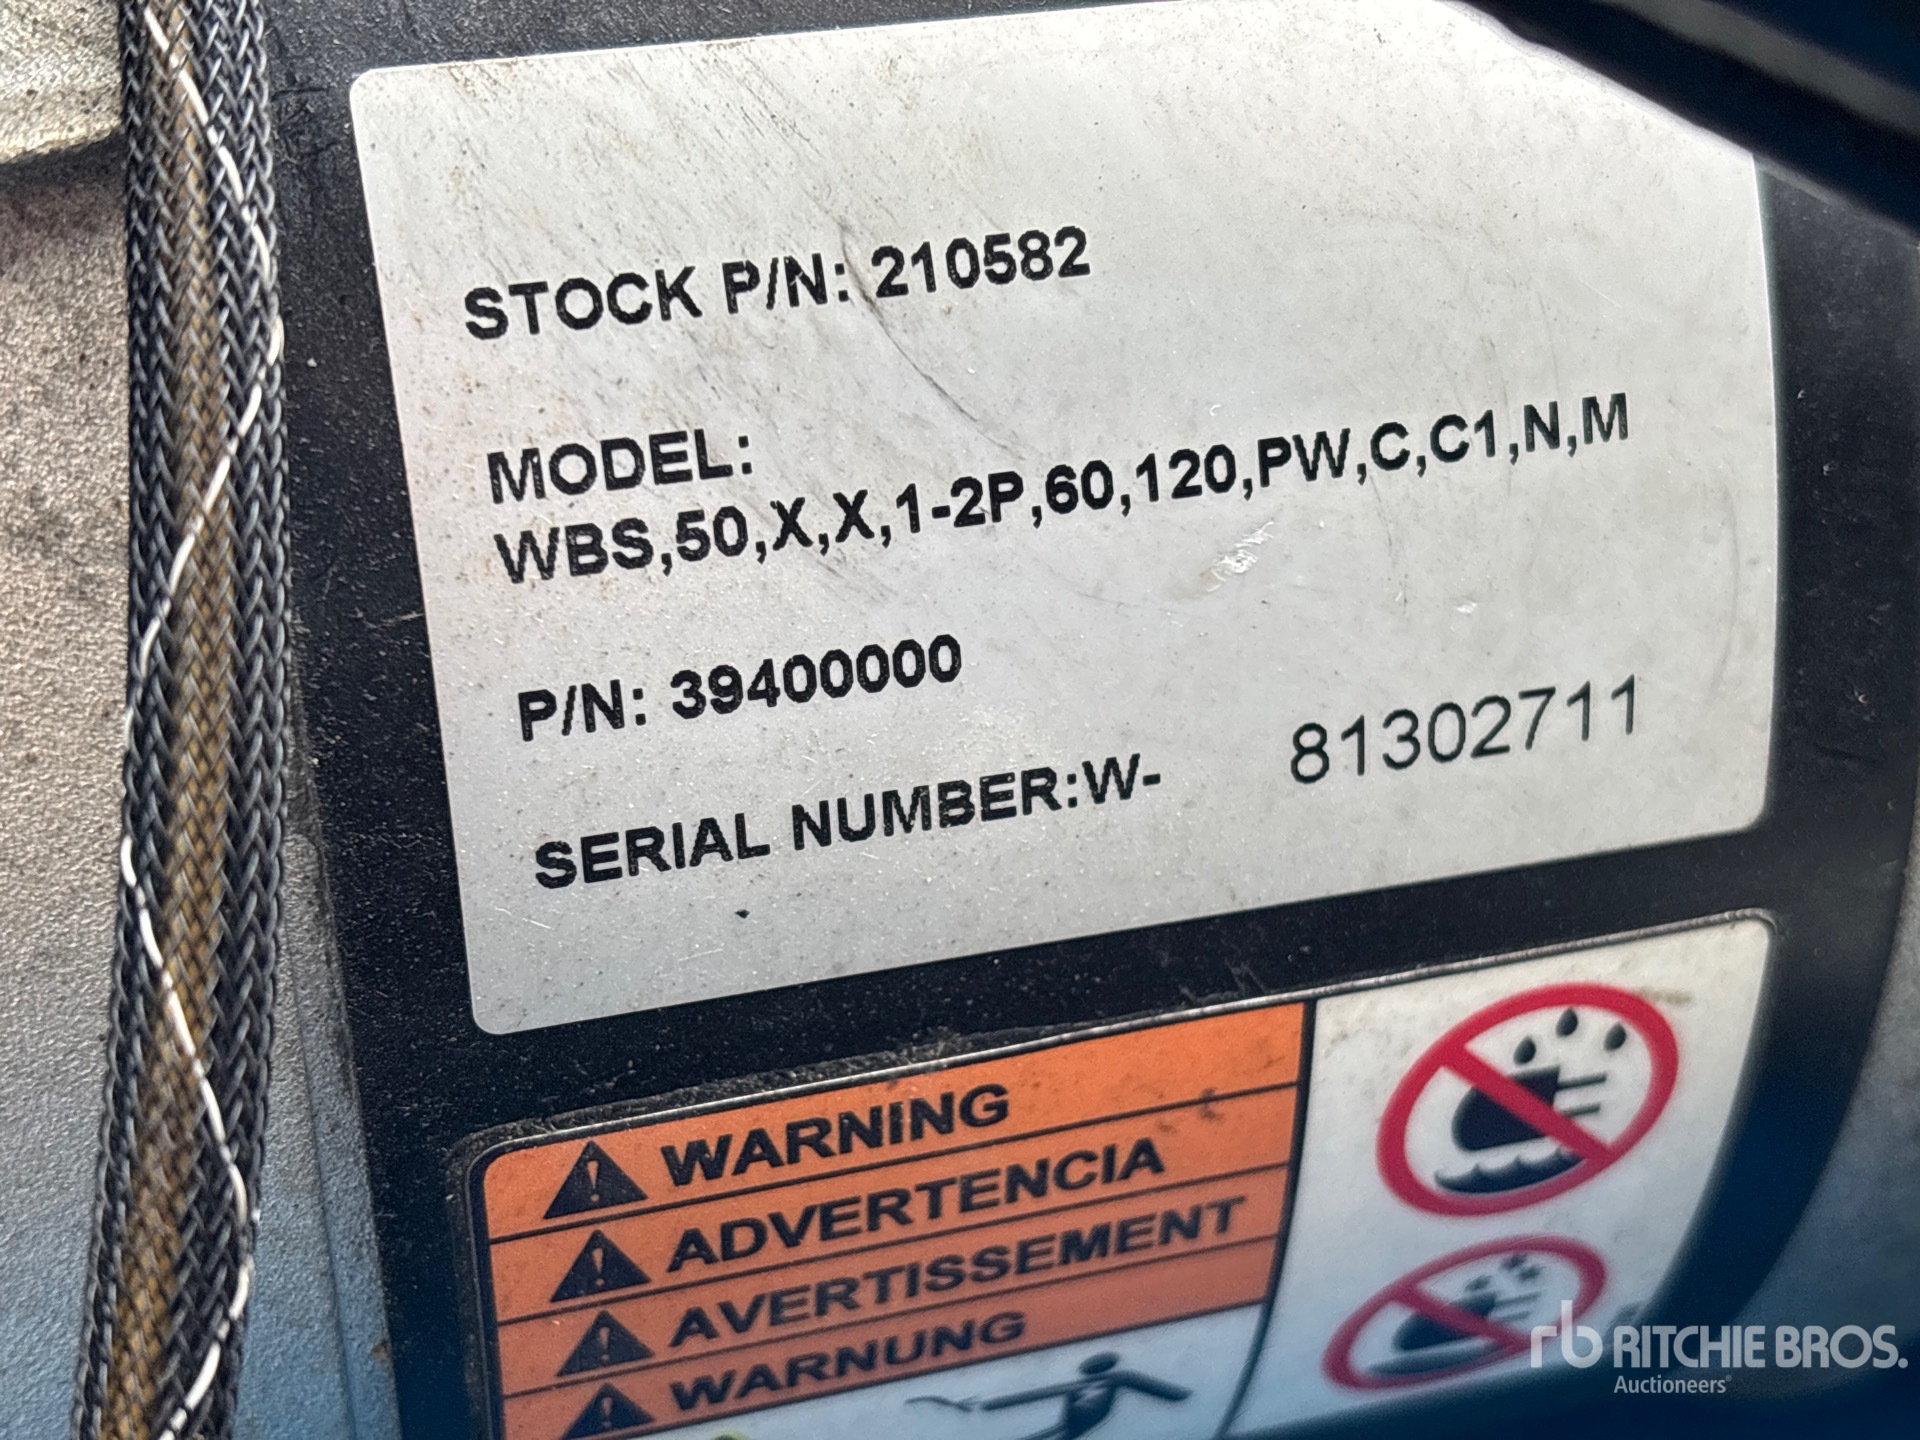 STOCK P/N: 210582
MODEL:
WBS,50,X,X,1-2P,60,120,PW,C,C1,N,M
P/N: 39400000
SERIAL NUMBER:W- 81302711
WARNING
ADVERTENCIA
AVERTISSEMENT
WARNUNG
rb RITCHIE BROS.
Auctioneers